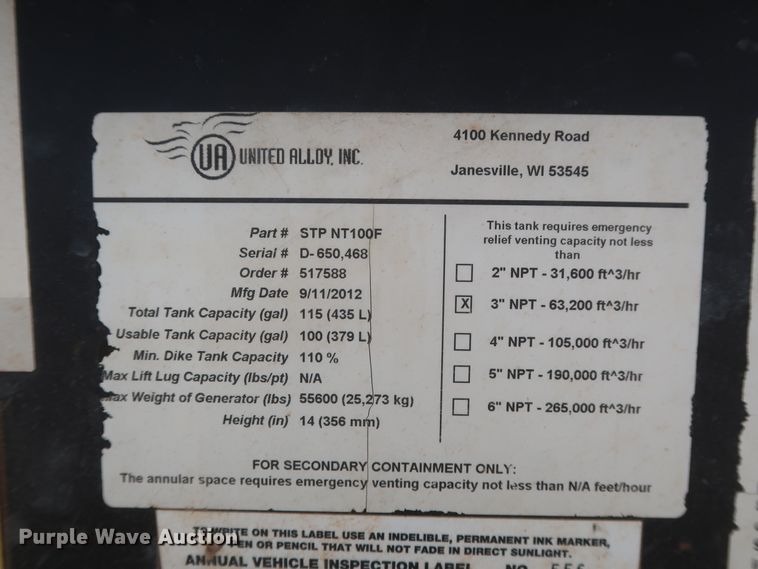 UA UNITED ALLOY, INC.
4100 Kennedy Road
Janesville, WI 53545
Part # STP NT100F
Serial # D- 650,468
Order # 517588
Mfg Date 9/11/2012
Total Tank Capacity (gal) 115 (435 L)
Usable Tank Capacity (gal) 100 (379 L)
Min. Dike Tank Capacity 110 %
Max Lift Lug Capacity (lbs/pt) N/A
Max Weight of Generator (lbs) 55600 (25,273 kg)
Height (in) 14 (356 mm)
This tank requires emergency
relief venting capacity not less
than
2" NPT - 31,600 ft^3/hr
X 3" NPT - 63,200 ft^3/hr
4" NPT - 105,000 ft^3/hr
5" NPT - 190,000 ft^3/hr
6" NPT - 265,000 ft^3/hr
FOR SECONDARY CONTAINMENT ONLY:
The annular space requires emergency venting capacity not less than N/A feet/hour
TO WRITE ON THIS LABEL USE AN INDELIBLE, PERMANENT INK MARKER,
PEN OR PENCIL THAT WILL NOT FADE IN DIRECT SUNLIGHT.
ANNUAL VEHICLE INSPECTION LABEL NO.
Purple Wave Auction